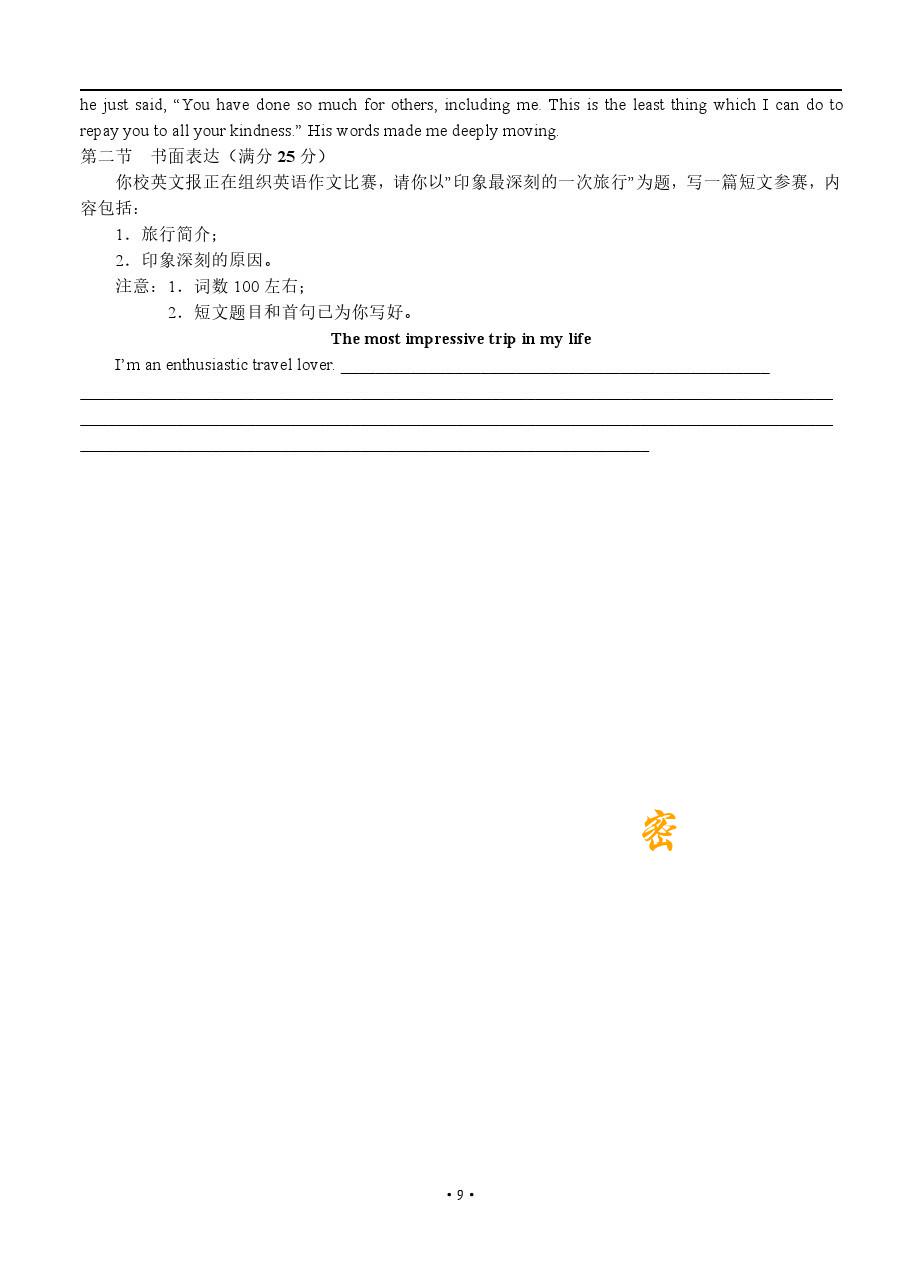 he just said, “You have done so much for others, including me. This is the least thing which I can do to
repay you to all your kindness.” His words made me deeply moving.
第二节　书面表达（满分 25 分）
你校英文报正在组织英语作文比赛，请你以”印象最深刻的一次旅行”为题，写一篇短文参赛，内
容包括：
1．旅行简介；
2．印象深刻的原因。
注意：1．词数 100 左右；
2．短文题目和首句已为你写好。
The most impressive trip in my life
I’m an enthusiastic travel lover.
密
• 9 •